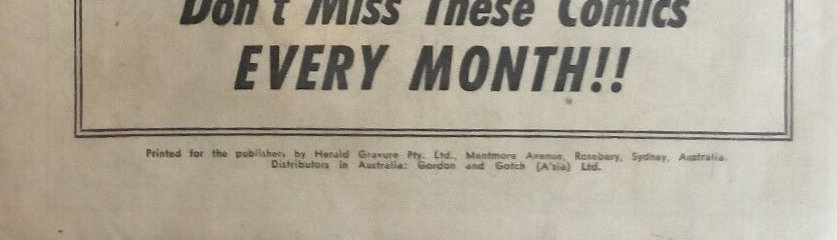 Don't Miss These Comics
EVERY MONTH!!
Printed for the publishers by Herald Gravure Pty. Ltd., Mentmore Avenue, Rosebery, Sydney, Australia.
Distributors in Australia: Gordon and Gotch (A'sia) Ltd.